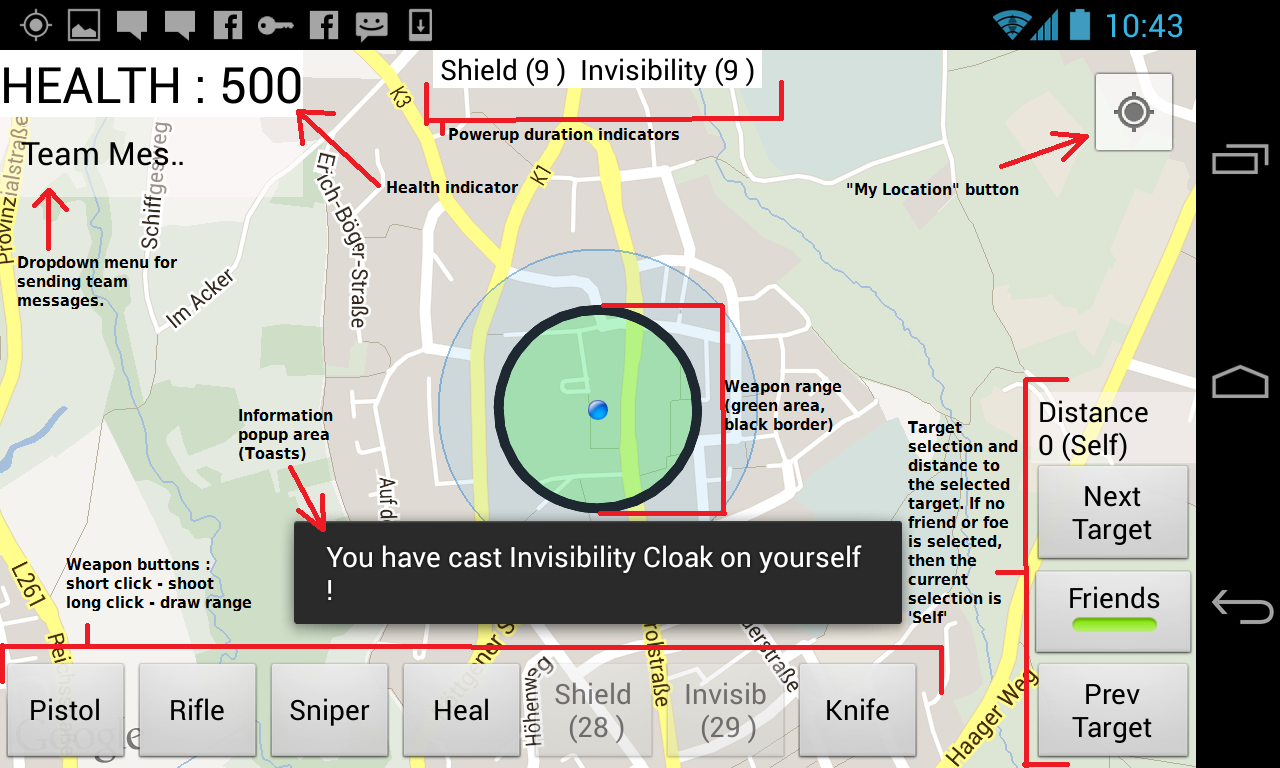 10:43
HEALTH : 500
Shield (9 )  Invisibility (9 )
K3
Powerup duration indicators
Team Mes..
Provinzialstraße
Schiffgesweg
Erich-Böger-Straße
K1
Health indicator
"My Location" button
Dropdown menu for
sending team
messages.
Im Acker
Weapon range
(green area,
black border)
Information
popup area
(Toasts)
Distance
0 (Self)
Target
selection and
distance to
the selected
target. If no
friend or foe
is selected,
then the
current
selection is
'Self'
Auf d
Next
Target
You have cast Invisibility Cloak on yourself
!
Weapon buttons :
short click - shoot
long click - draw range
L261
Friends
Pistol
Rifle
Sniper
Heal
Höhenweg
Shield
(28 )
rolstraße
Invisib
(29 )
uerstraße
Knife
Haager Weg
Prev
Target
Google